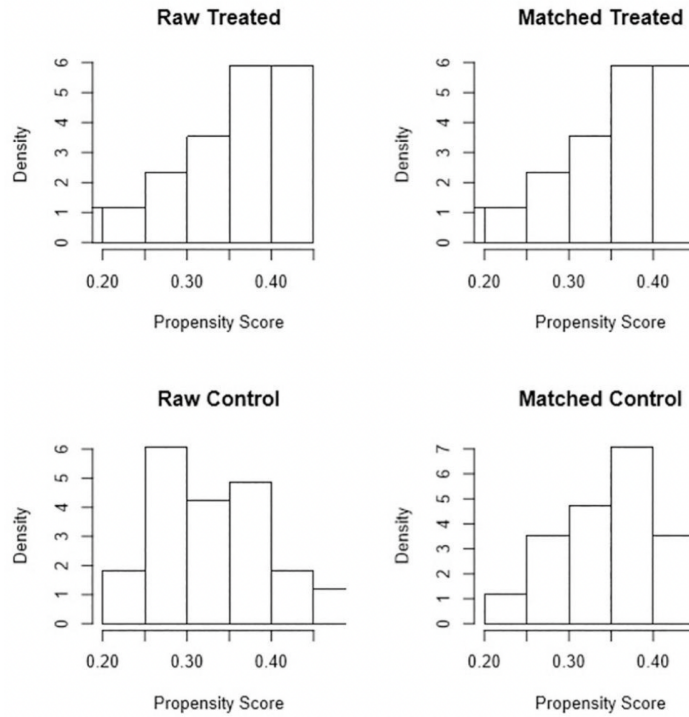 Raw Treated
Matched Treated
Density
0 1 2 3 4 5 6
0.20 0.30 0.40
Propensity Score
Density
0 1 2 3 4 5 6
0.20 0.30 0.40
Propensity Score
Raw Control
Matched Control
Density
0 1 2 3 4 5 6
0.20 0.30 0.40
Propensity Score
Density
0 1 2 3 4 5 6 7
0.20 0.30 0.40
Propensity Score